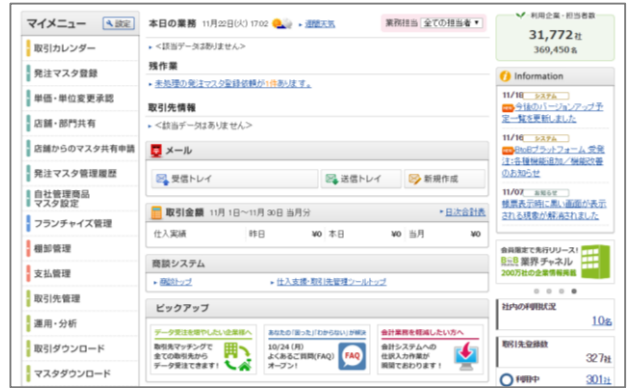 マイメニュー
設定
取引カレンダー
発注マスタ登録
単価・単位変更承認
店舗・部門共有
店舗からのマスタ共有申請
発注マスタ管理履歴
自社管理商品
マスタ設定
フランチャイズ管理
棚卸管理
支払管理
取引先管理
運用・分析
取引ダウンロード
マスタダウンロード
本日の業務 11月22日(火) 17:02
週間天気
業務担当 全ての担当者
<該当データはありません>
残作業
未処理の発注マスタ登録依頼が1件あります。
取引先情報
<該当データはありません>
メール
受信トレイ
送信トレイ
新規作成
取引金額 11月 1日~11月 30日 当月分
日次合計表
仕入実績 昨日 ¥0 本日 ¥0 当月 ¥0
商談システム
商談トップ
仕入支援・取引先管理ツールトップ
ピックアップ
データ受注を増やしたい企業様へ
取引先マッチングで
全ての取引先から
データ受注できます!
あなたの「困った」「わからない」が解決
10/24 (月)
よくあるご質問(FAQ)
オープン!
FAQ
会計業務を軽減したい方へ
会計システムへの
仕訳入力作業が
瞬間でおわります!
利用企業・担当者数
31,772社
369,450名
Information
11/16 システム
今後のバージョンアップ予
定一覧を更新しました
11/16 システム
BtoBプラットフォーム 受発
注:各種機能追加/機能改善
のお知らせ
11/07 お知らせ
帳票表示時に黒い画面が表示
される現象が解消されました
会員限定で先行リリース!
業界チャネル
200万社の企業情報掲載
社内の利用状況
10名
取引先登録数
327社
利用中 301社